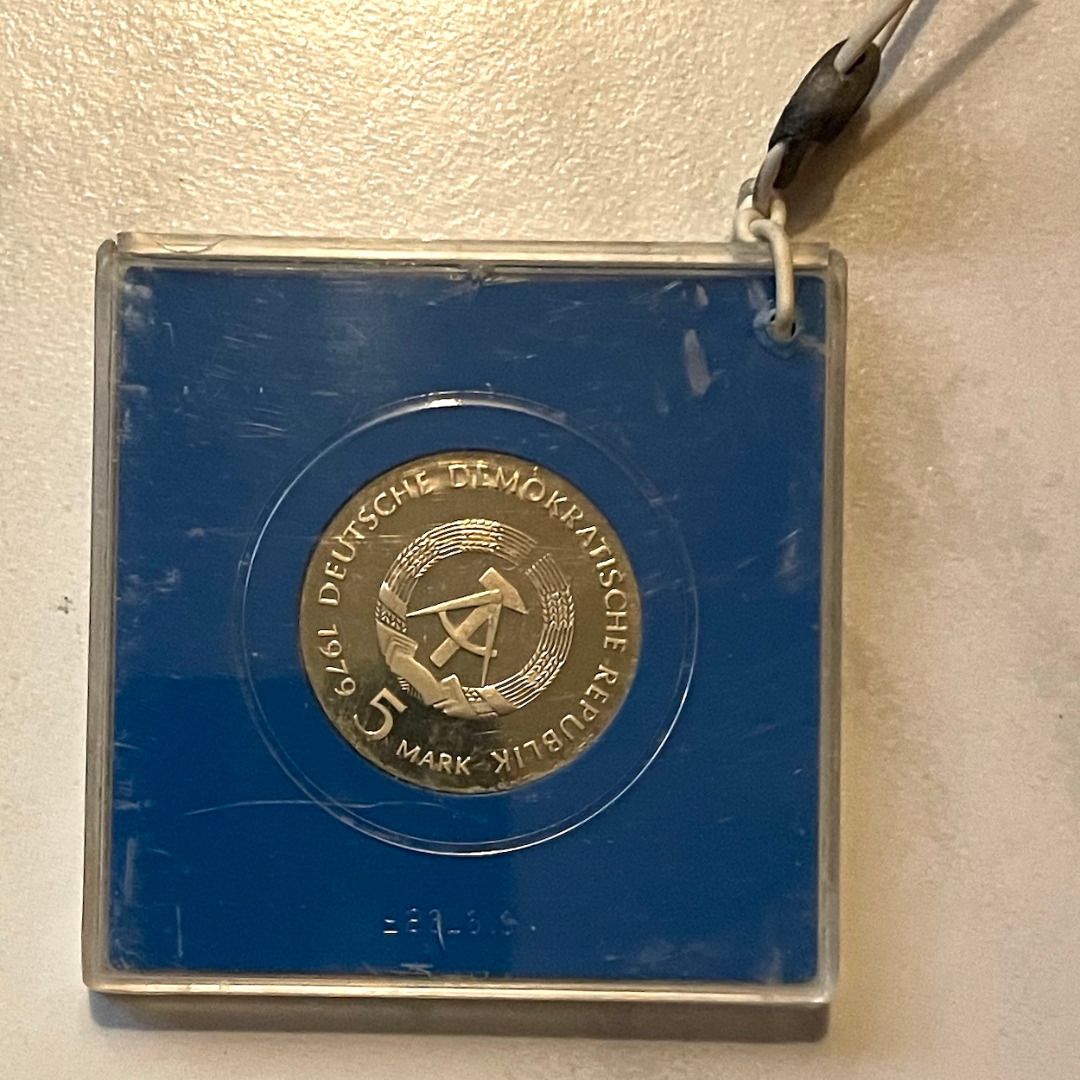 1979 DEUTSCHE DEMOKRATISCHE REPUBLIK
5 MARK